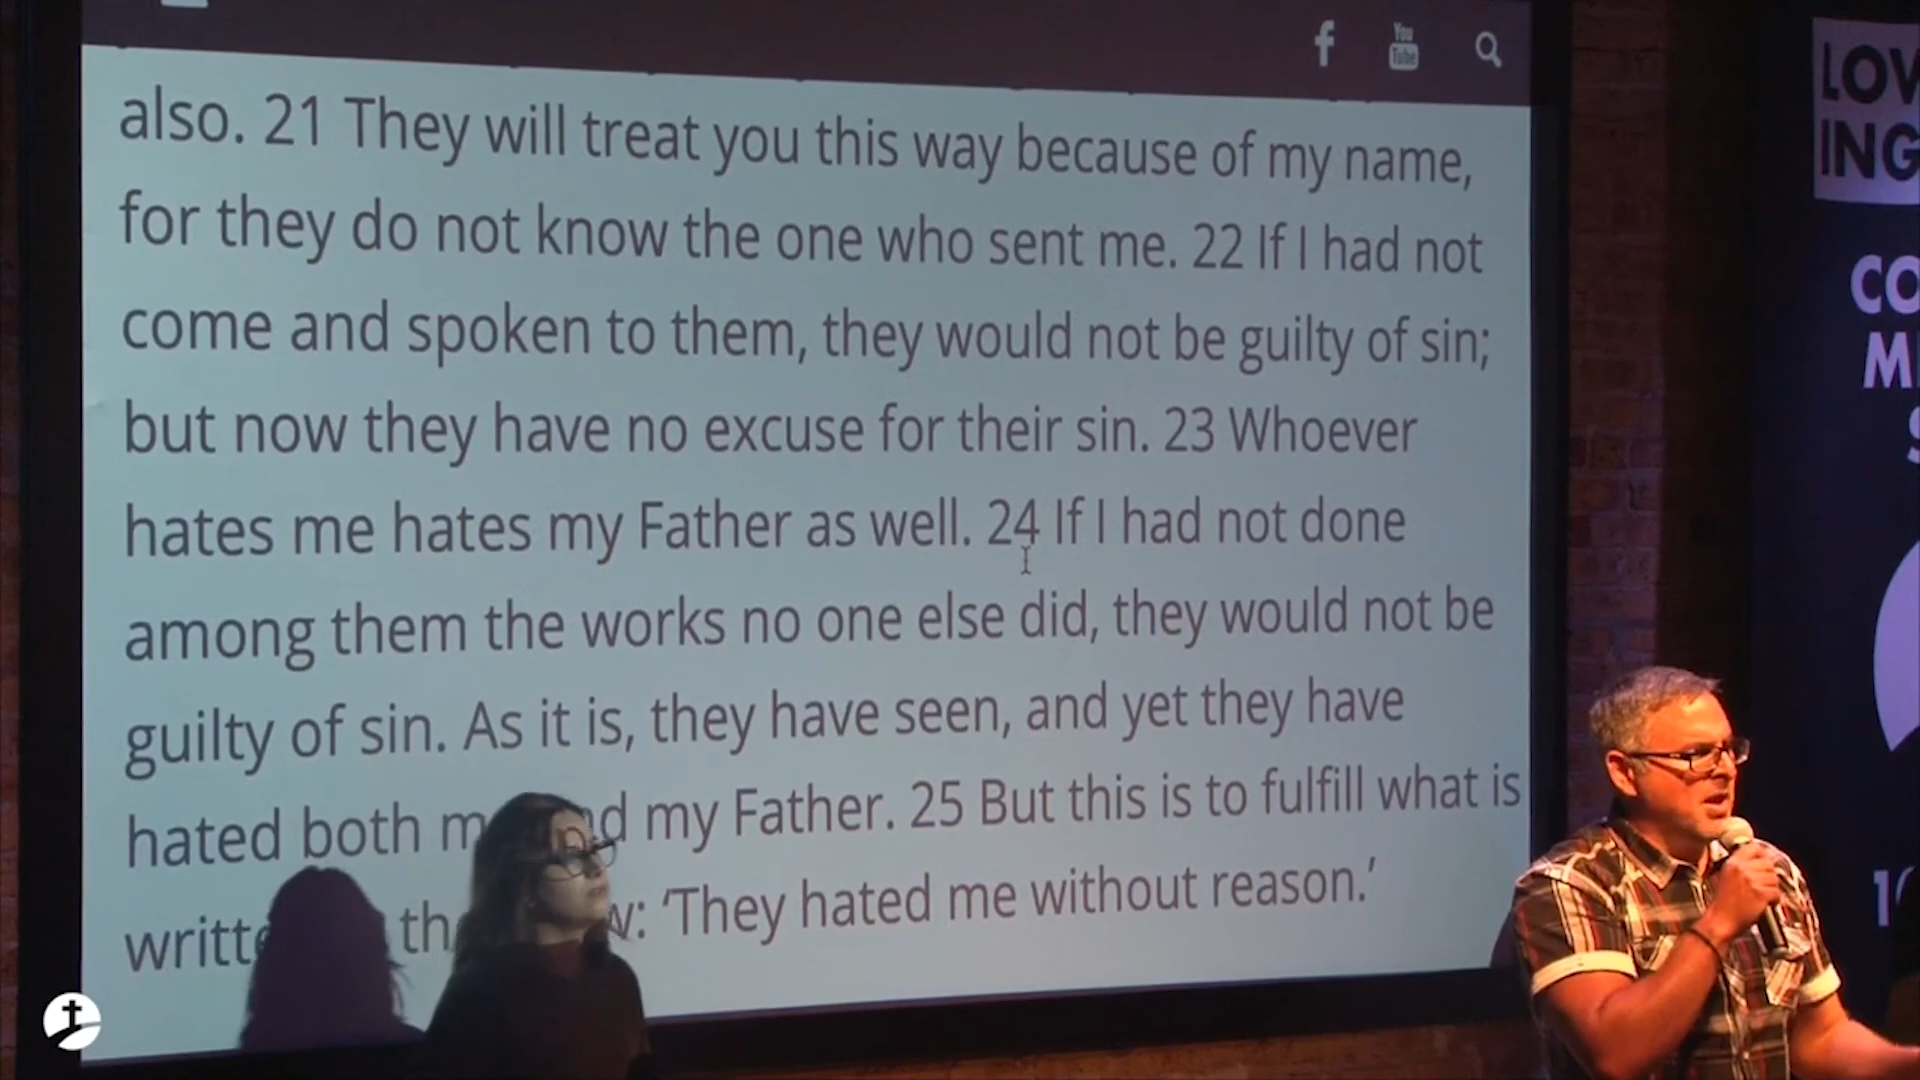 f You Tube
also. 21 They will treat you this way because of my name,
for they do not know the one who sent me. 22 If I had not
come and spoken to them, they would not be guilty of sin;
but now they have no excuse for their sin. 23 Whoever
hates me hates my Father as well. 24 If I had not done
among them the works no one else did, they would not be
guilty of sin. As it is, they have seen, and yet they have
hated both my Father. 25 But this is to fulfill what is
'They hated me without reason.'
LOV
ING
CO